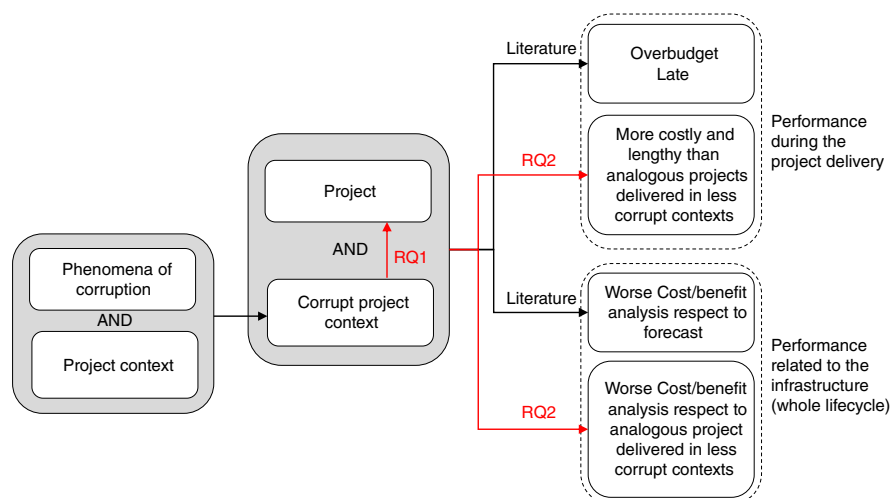 Phenomena of
corruption
AND
Project context
Project
AND
RQ1
Corrupt project
context
Literature
RQ2
Literature
RQ2
Overbudget
Late
More costly and
lengthy than
analogous projects
delivered in less
corrupt contexts
Performance
during the
project delivery
Worse Cost/benefit
analysis respect to
forecast
Worse Cost/benefit
analysis respect to
analogous project
delivered in less
corrupt contexts
Performance
related to the
infrastructure
(whole lifecycle)